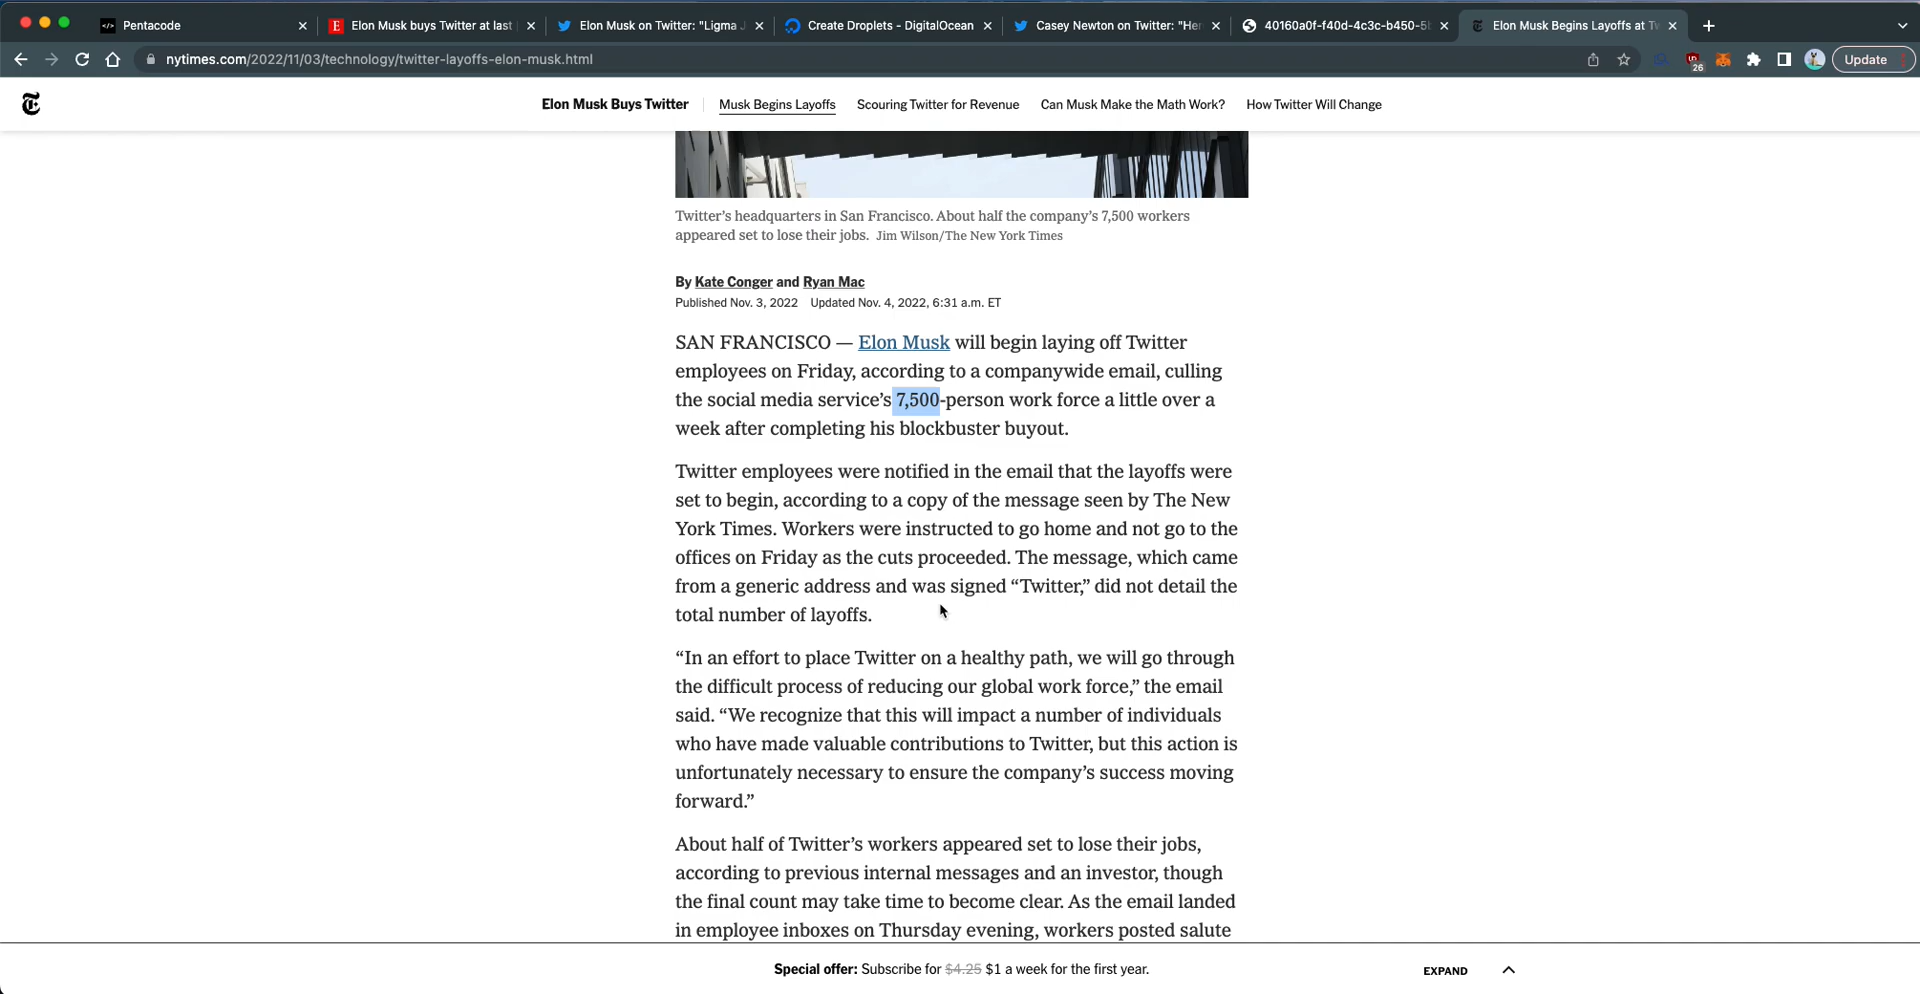 Pentacode
Elon Musk buys Twitter at last
Elon Musk on Twitter: "Ligma J
Create Droplets - DigitalOcean
Casey Newton on Twitter: "Her
40160a0f-f40d-4c3c-b450-5
Elon Musk Begins Layoffs at Tw
nytimes.com/2022/11/03/technology/twitter-layoffs-elon-musk.html
26
Update
Elon Musk Buys Twitter
Musk Begins Layoffs
Scouring Twitter for Revenue
Can Musk Make the Math Work?
How Twitter Will Change
Twitter’s headquarters in San Francisco. About half the company’s 7,500 workers
appeared set to lose their jobs. Jim Wilson/The New York Times
By Kate Conger and Ryan Mac
Published Nov. 3, 2022 Updated Nov. 4, 2022, 6:31 a.m. ET
SAN FRANCISCO — Elon Musk will begin laying off Twitter
employees on Friday, according to a companywide email, culling
the social media service’s 7,500-person work force a little over a
week after completing his blockbuster buyout.
Twitter employees were notified in the email that the layoffs were
set to begin, according to a copy of the message seen by The New
York Times. Workers were instructed to go home and not go to the
offices on Friday as the cuts proceeded. The message, which came
from a generic address and was signed “Twitter,” did not detail the
total number of layoffs.
“In an effort to place Twitter on a healthy path, we will go through
the difficult process of reducing our global work force,” the email
said. “We recognize that this will impact a number of individuals
who have made valuable contributions to Twitter, but this action is
unfortunately necessary to ensure the company’s success moving
forward.”
About half of Twitter’s workers appeared set to lose their jobs,
according to previous internal messages and an investor, though
the final count may take time to become clear. As the email landed
in employee inboxes on Thursday evening, workers posted salute
Special offer: Subscribe for $4.25 $1 a week for the first year.
EXPAND